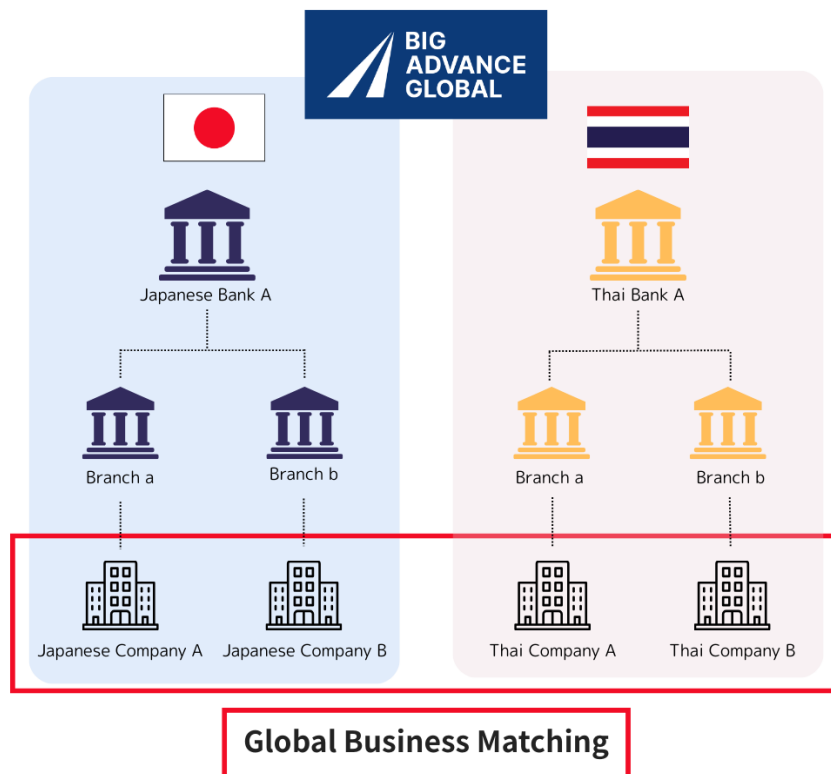 BIG
ADVANCE
GLOBAL
Japanese Bank A
Thai Bank A
Branch a
Branch b
Branch a
Branch b
Japanese Company A
Japanese Company B
Thai Company A
Thai Company B
Global Business Matching